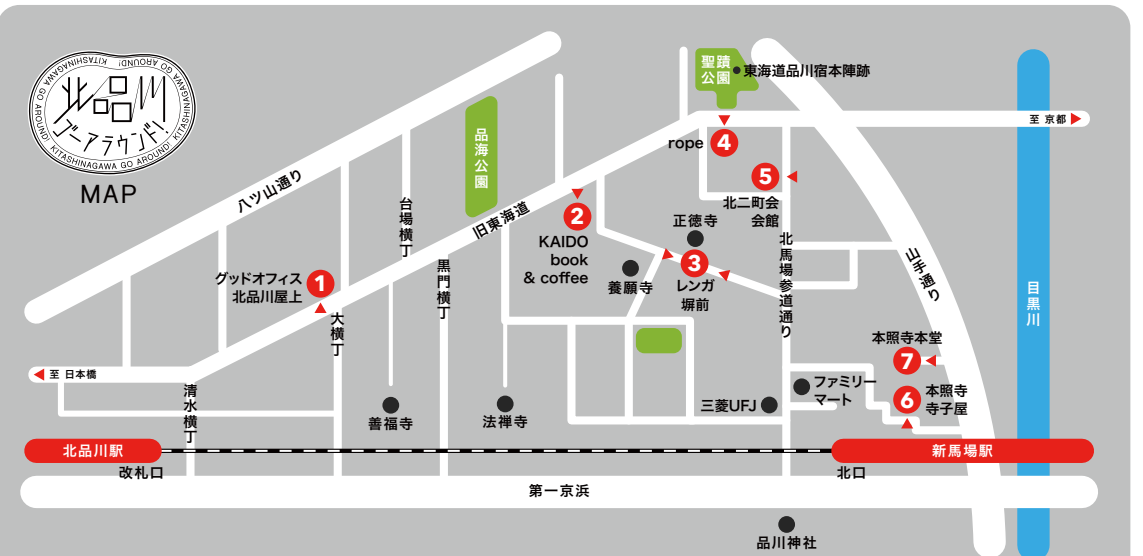 KITASHINAGAWA GO AROUND! KITASHINAGAWA GO AROUND! KITASHINAGAWA GO AROUND!
北品川
ゴーアラウンド!
MAP
聖蹟
公園
東海道品川宿本陣跡
至 京都
rope
4
5
北二町会
会館
品海公園
八ツ山通り
台場横丁
旧東海道
2
KAIDO
book
& coffee
正徳寺
3
レンガ
塀前
養願寺
北馬場参道通り
山手通り
目黒川
グッドオフィス
北品川屋上
1
大横丁
黒門横丁
至 日本橋
清水横丁
善福寺
法禅寺
三菱UFJ
ファミリー
マート
本照寺本堂
7
6
本照寺
寺子屋
北品川駅
改札口
新馬場駅
北口
第一京浜
品川神社